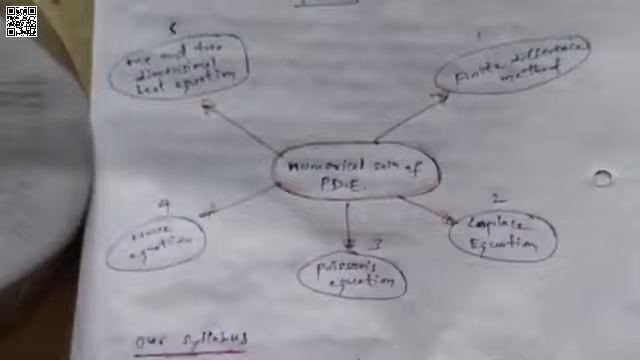 5
one and two
dimensional
heat equation
1
Finite difference
method
numerical soln of
P.D.E.
4
wave
equation
3
Poisson's
equation
2
Laplace
Equation
our syllabus